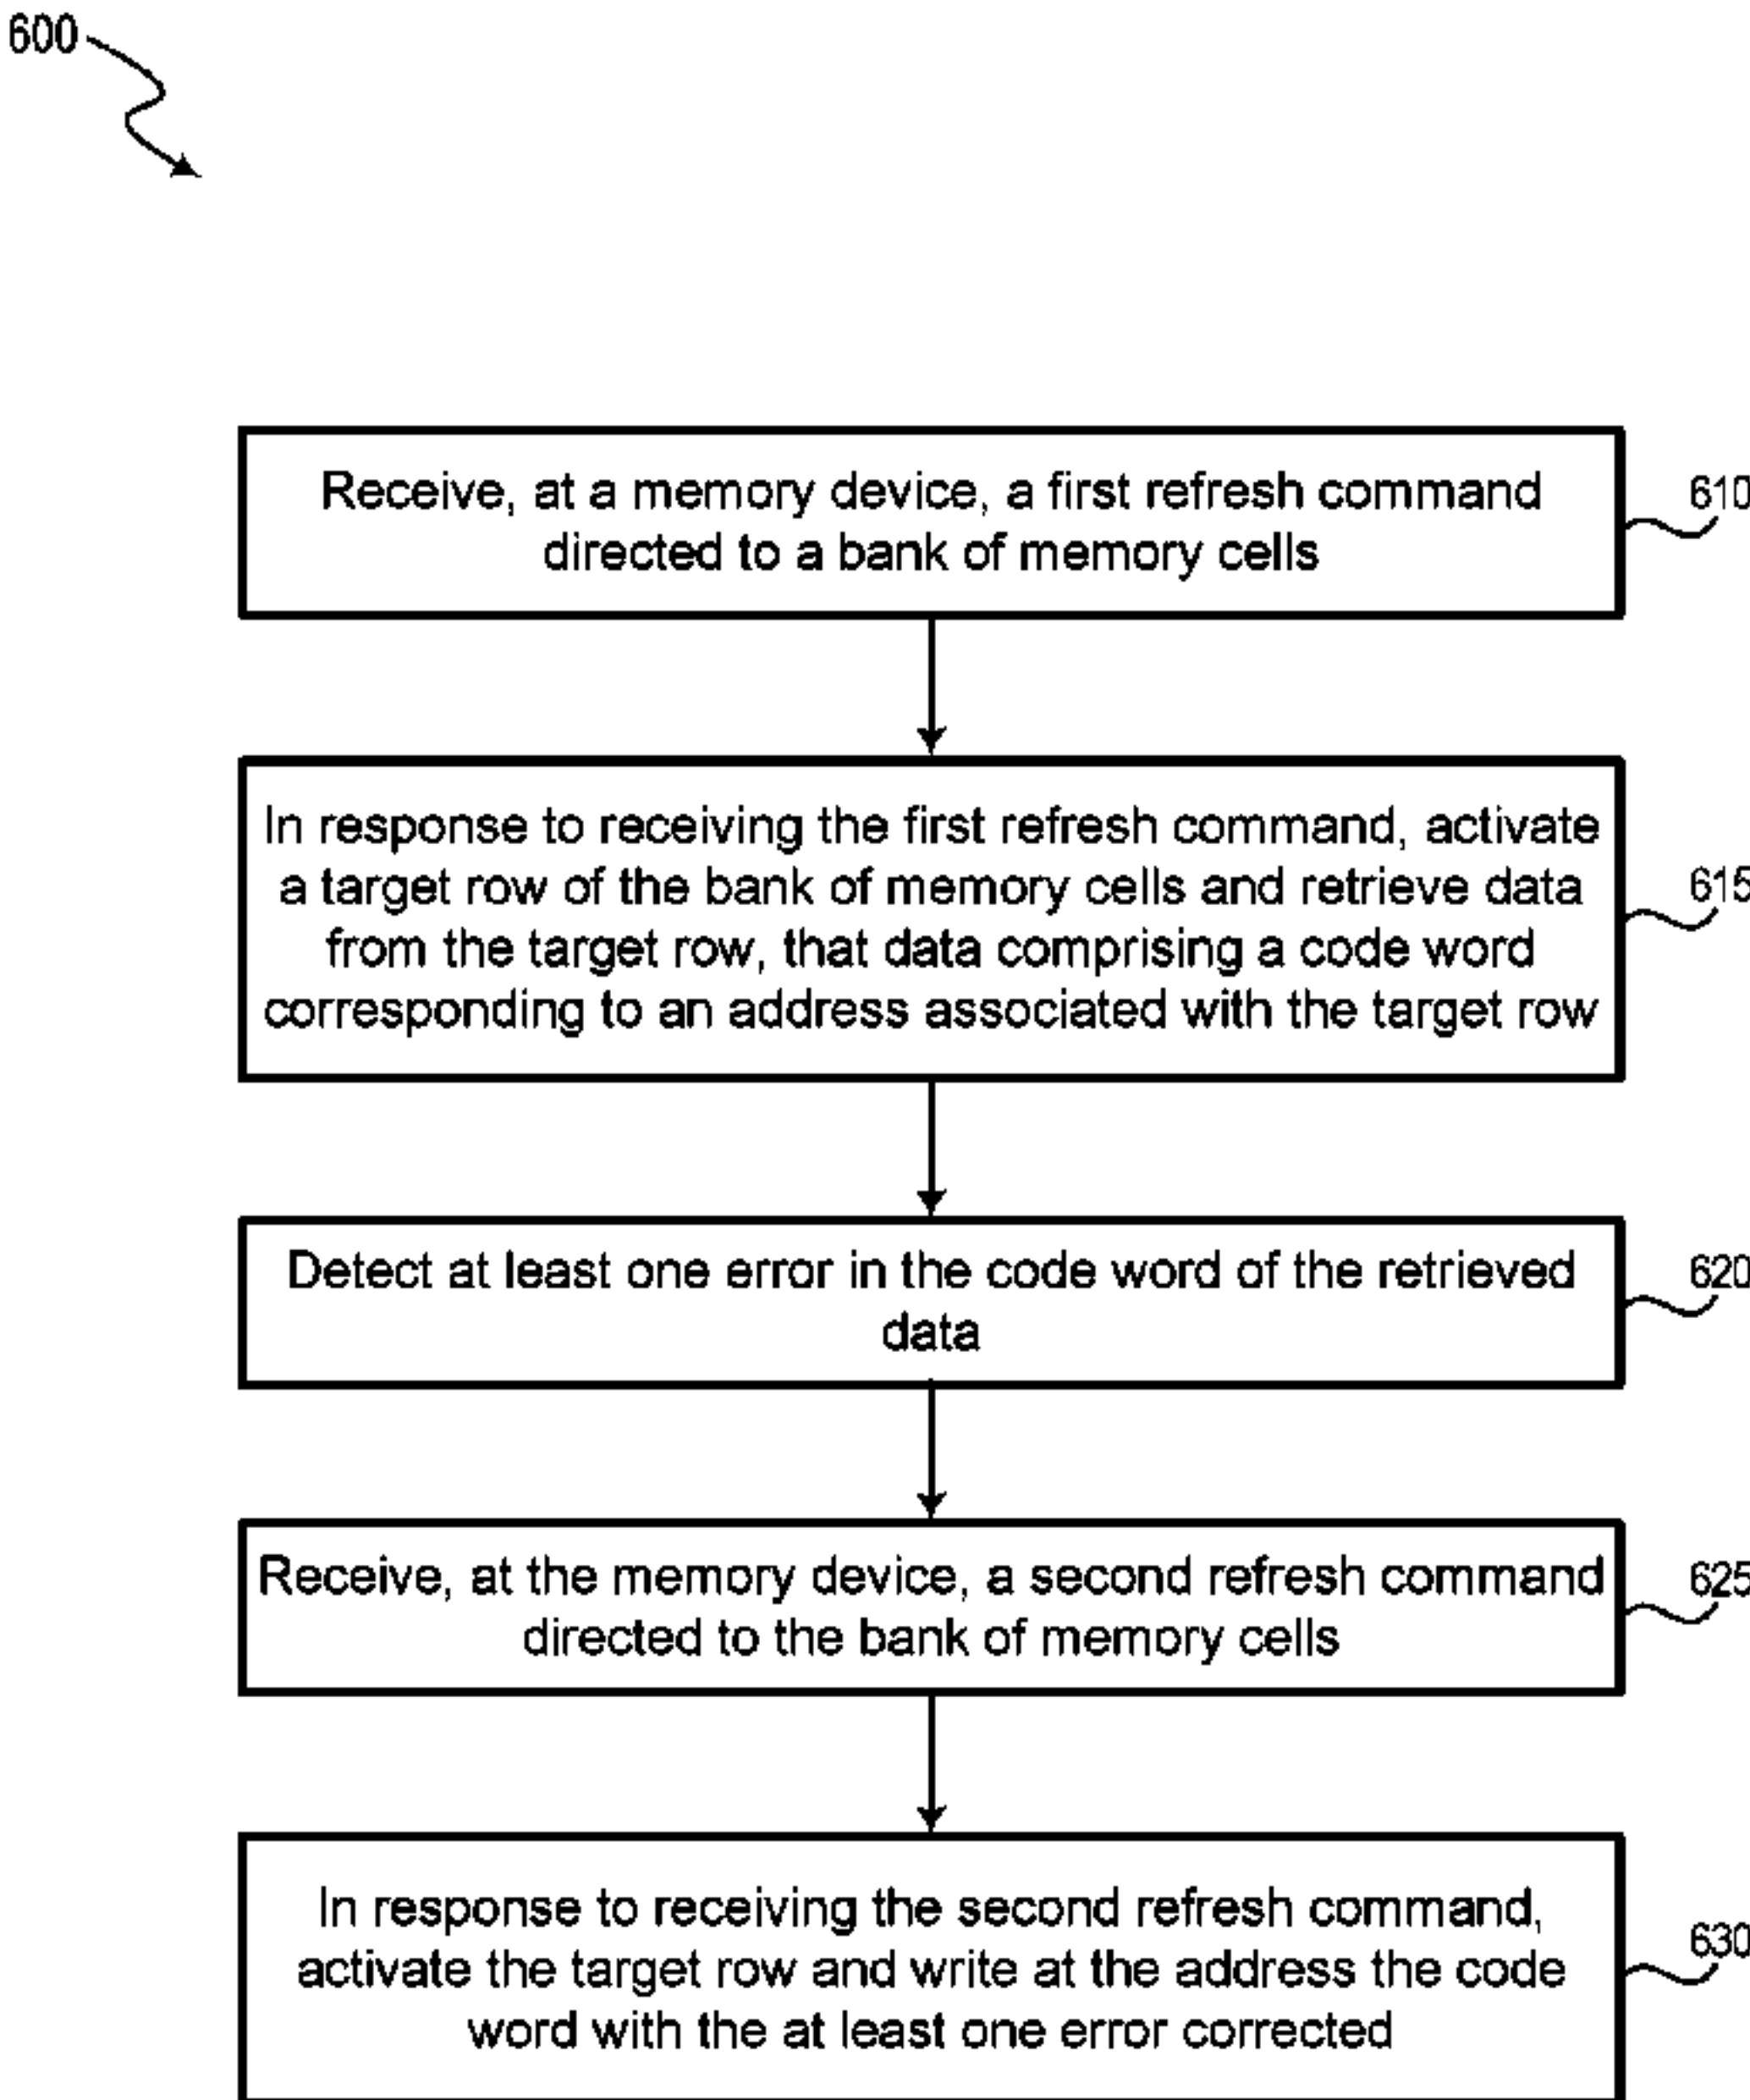 600
Receive, at a memory device, a first refresh command
directed to a bank of memory cells
610
In response to receiving the first refresh command, activate
a target row of the bank of memory cells and retrieve data
from the target row, that data comprising a code word
corresponding to an address associated with the target row
615
Detect at least one error in the code word of the retrieved
data
620
Receive, at the memory device, a second refresh command
directed to the bank of memory cells
625
In response to receiving the second refresh command,
activate the target row and write at the address the code
word with the at least one error corrected
630